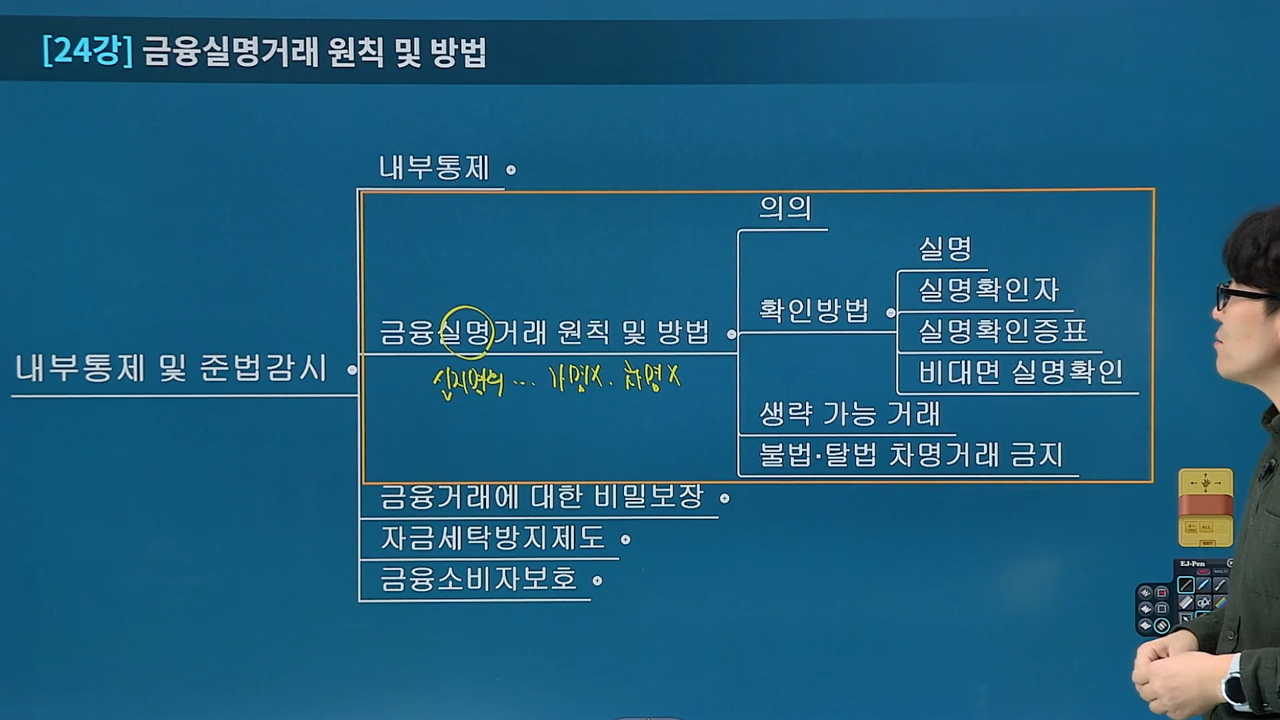 [24강] 금융실명거래 원칙 및 방법
내부통제
의의
실명
실명확인자
확인방법
금융실명거래 원칙 및 방법
실명확인증표
내부통제 및 준법감시
비대면 실명확인
실지명의 ... 가명X. 차명X
생략 가능 거래
불법·탈법 차명거래 금지
금융거래에 대한 비밀보장
자금세탁방지제도
금융소비자보호
EJ-Pen